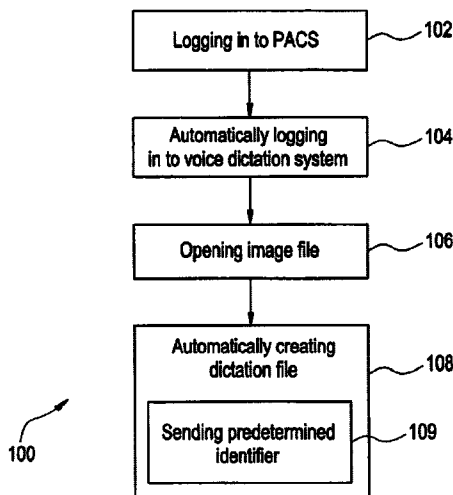 Logging in to PACS
102
Automatically logging
in to voice dictation system
104
Opening image file
106
Automatically creating
dictation file
108
Sending predetermined
identifier
109
100